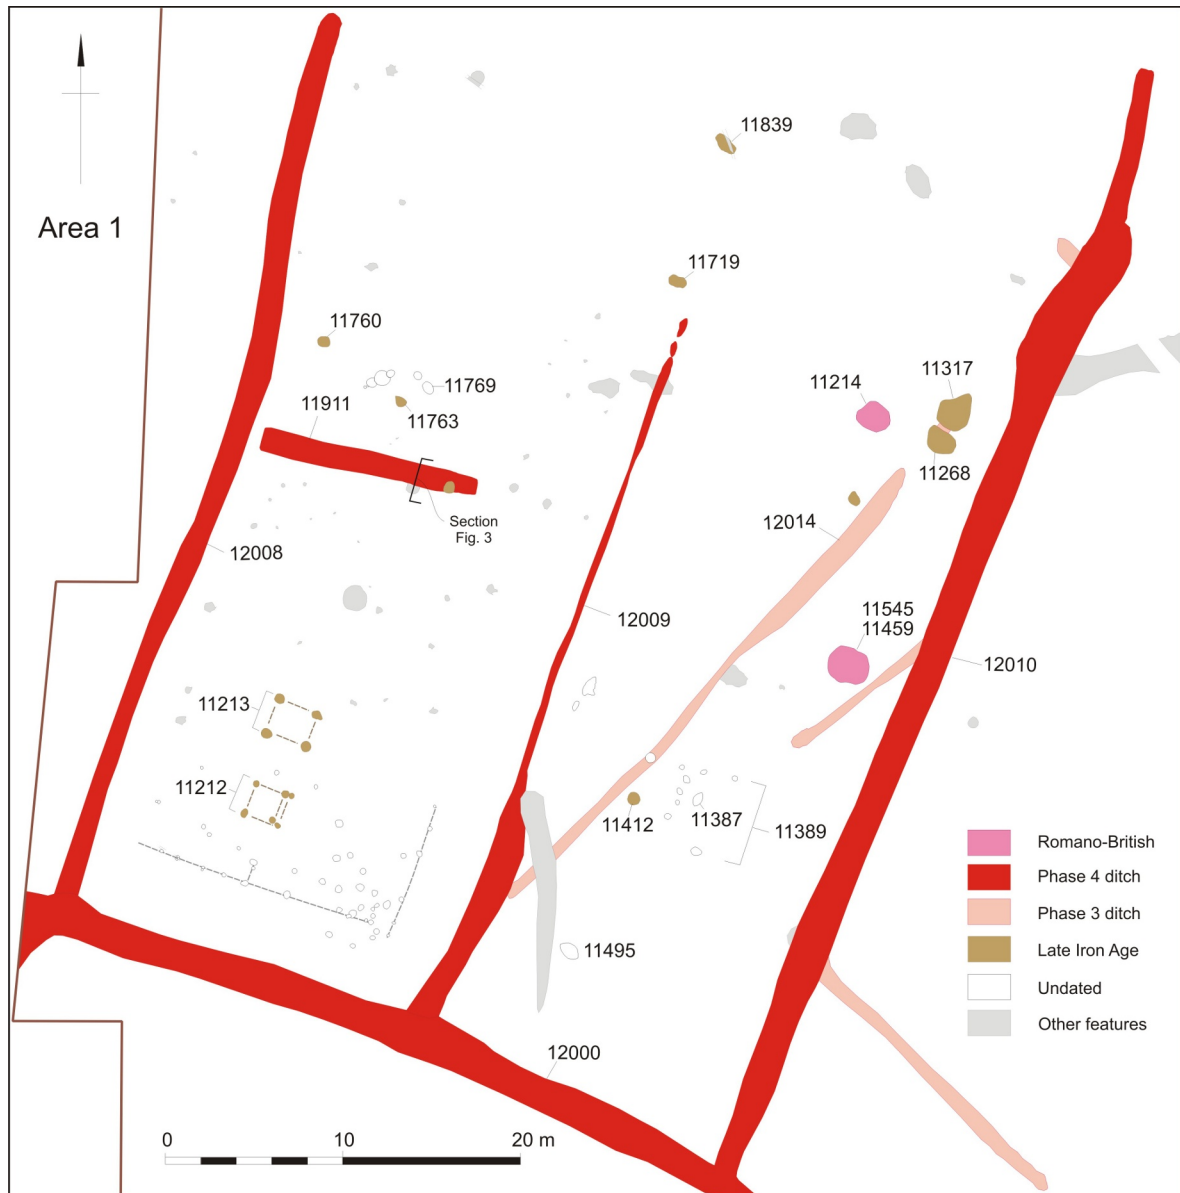 11839
Area 1
11719
11760
11769
11214
11317
11911
11763
11268
Section
Fig. 3
12014
12008
12009
11545
11459
12010
11213
11212
11412
11387
11389
11495
12000
Romano-British
Phase 4 ditch
Phase 3 ditch
Late Iron Age
Undated
Other features
0 10 20 m